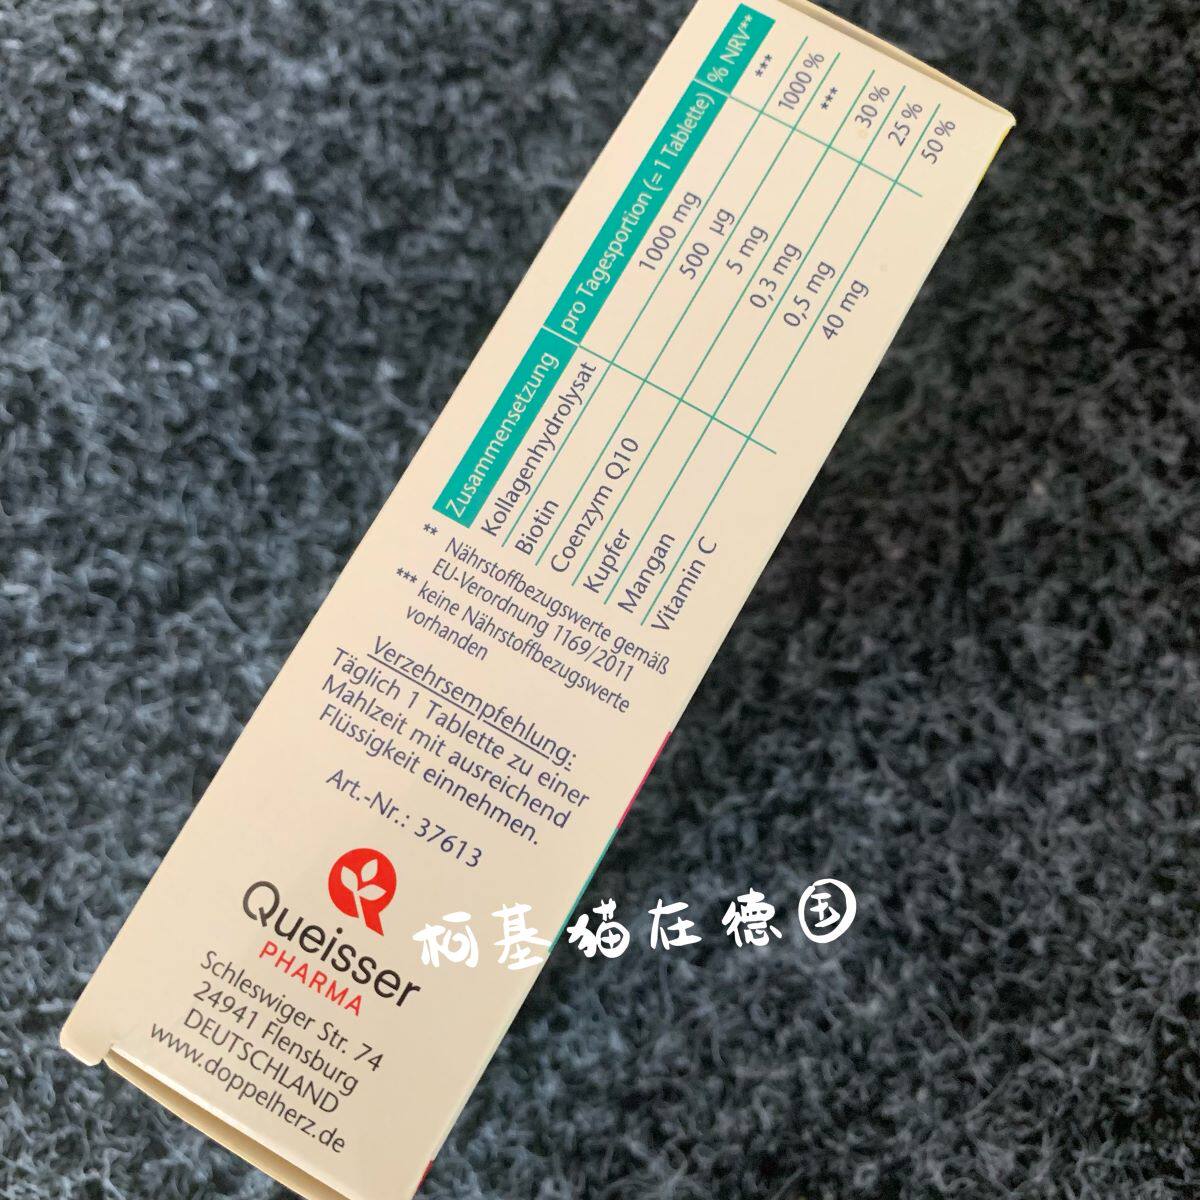 Zusammensetzung pro Tagesportion (= 1 Tablette) % NRV**
Kollagenhydrolysat 1000 mg ***
Biotin 500 µg 1000 %
Coenzym Q10 5 mg ***
Kupfer 0,3 mg 30 %
Mangan 0,5 mg 25 %
Vitamin C 40 mg 50 %
** Nährstoffbezugswerte gemäß
EU-Verordnung 1169/2011
*** keine Nährstoffbezugswerte
vorhanden
Verzehrsempfehlung:
Täglich 1 Tablette zu einer
Mahlzeit mit ausreichend
Flüssigkeit einnehmen.
Art.-Nr.: 37613
Queisser
PHARMA
Schleswiger Str. 74
24941 Flensburg
DEUTSCHLAND
www.doppelherz.de
柯基猫在德国